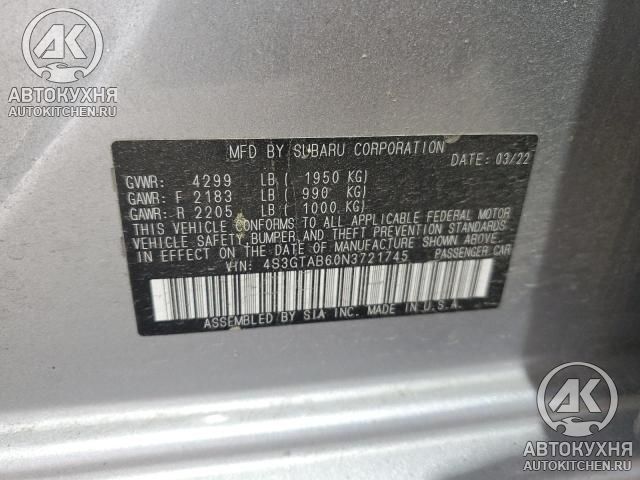 АК
АВТОКУХНЯ
AUTOKITCHEN.RU
MFD BY SUBARU CORPORATION
DATE: 03/22
GVWR: 4299 LB ( 1950 KG)
GAWR: F 2183 LB ( 990 KG)
GAWR: R 2205 LB ( 1000 KG)
THIS VEHICLE CONFORMS TO ALL APPLICABLE FEDERAL MOTOR
VEHICLE SAFETY,BUMPER,AND THEFT PREVENTION STANDARDS
IN EFFECT ON THE DATE OF MANUFACTURE SHOWN ABOVE.
VIN: 4S3GTAB60N3721745 PASSENGER CAR
ASSEMBLED BY SIA INC. MADE IN U.S.A.
АК
АВТОКУХНЯ
AUTOKITCHEN.RU